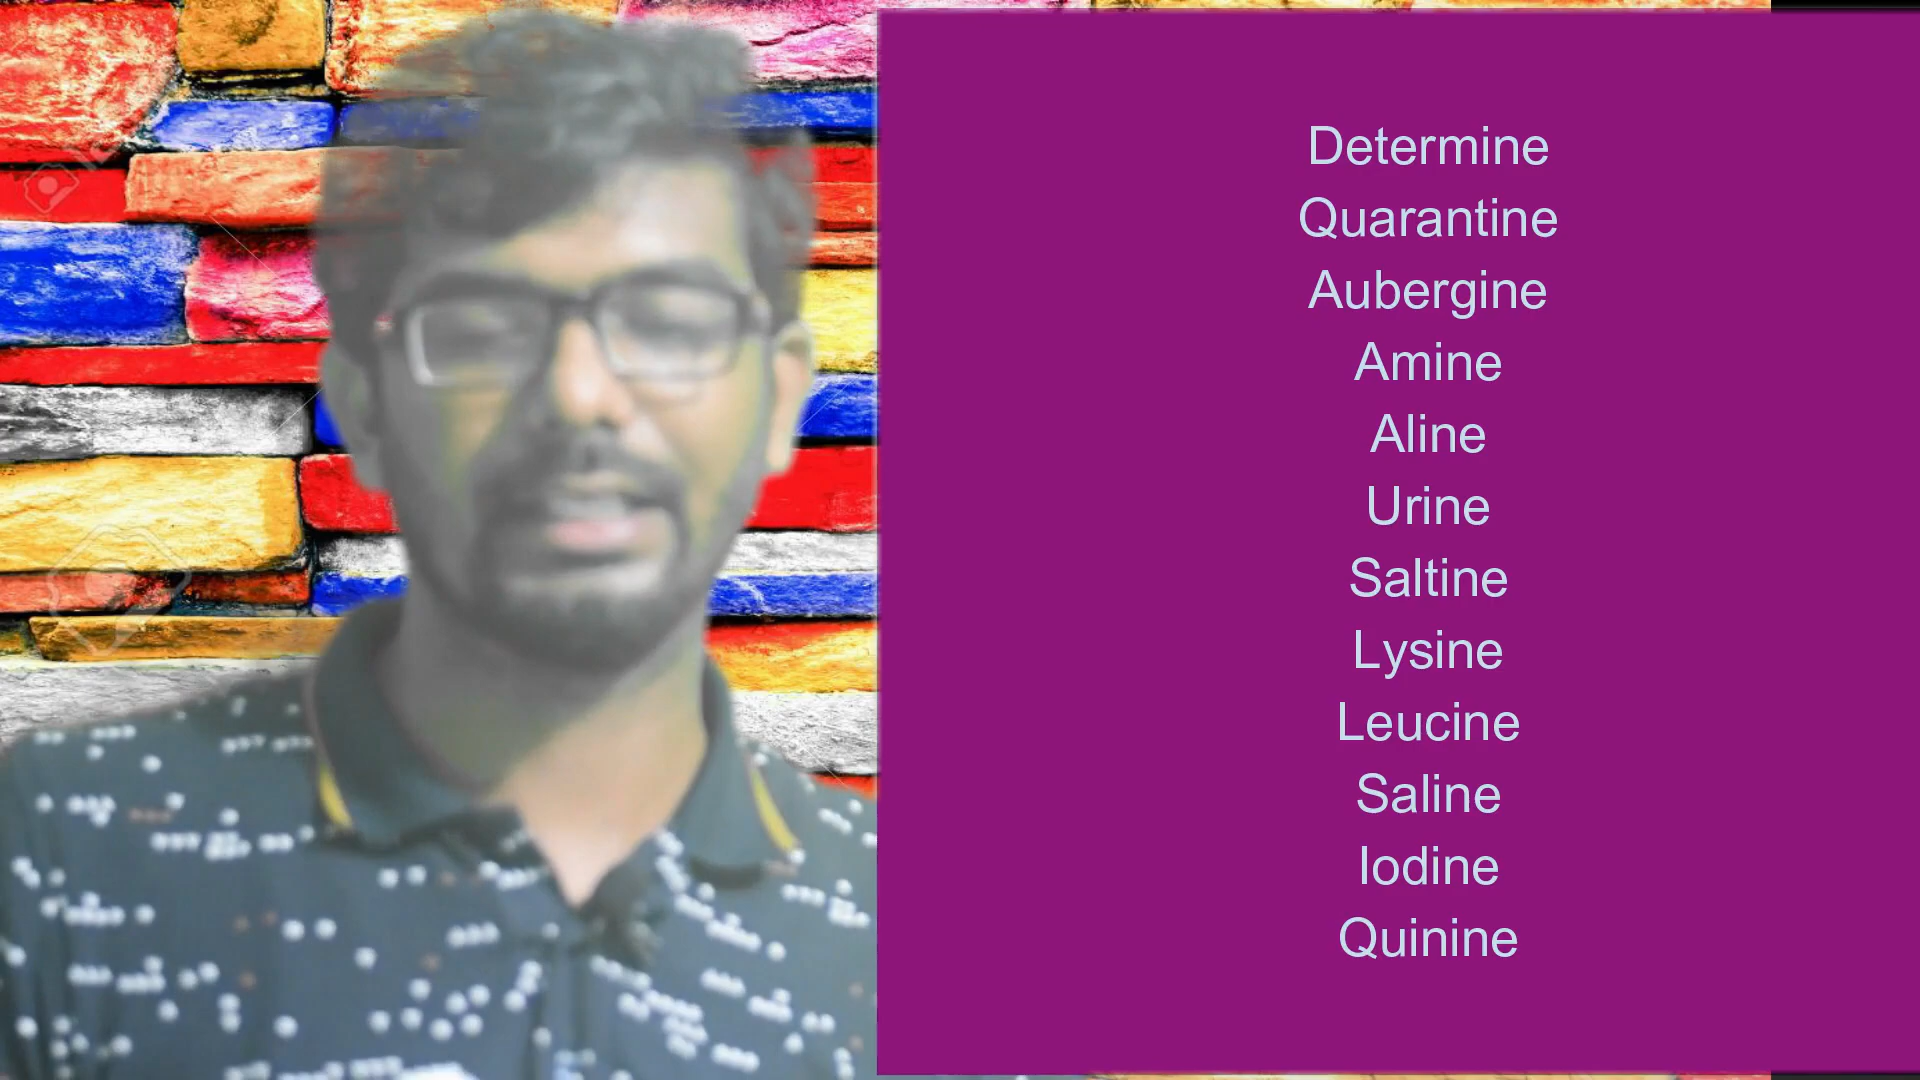 Determine
Quarantine
Aubergine
Amine
Aline
Urine
Saltine
Lysine
Leucine
Saline
Iodine
Quinine